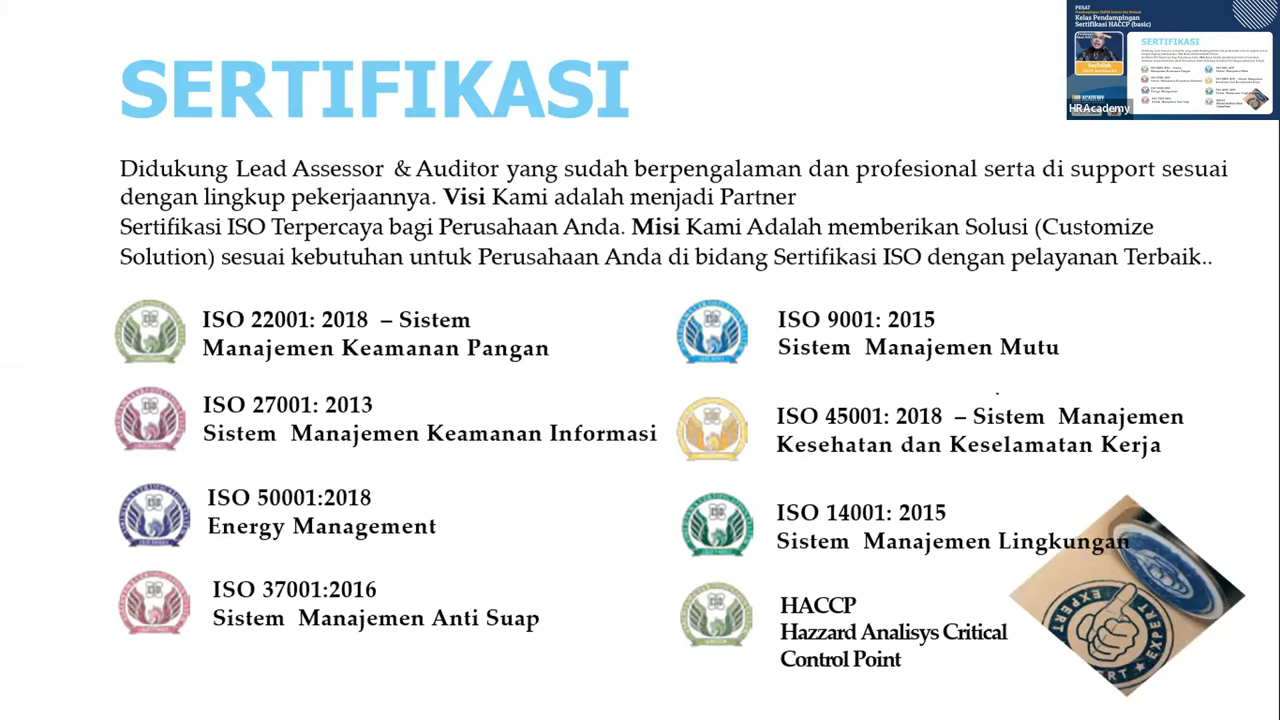 SERTIFIKASI
Didukung Lead Assessor & Auditor yang sudah berpengalaman dan profesional serta di support sesuai
dengan lingkup pekerjaannya. Visi Kami adalah menjadi Partner
Sertifikasi ISO Terpercaya bagi Perusahaan Anda. Misi Kami Adalah memberikan Solusi (Customize
Solution) sesuai kebutuhan untuk Perusahaan Anda di bidang Sertifikasi ISO dengan pelayanan Terbaik..
ISO 22001: 2018 – Sistem
Manajemen Keamanan Pangan
ISO 27001: 2013
Sistem Manajemen Keamanan Informasi
ISO 50001:2018
Energy Management
ISO 37001:2016
Sistem Manajemen Anti Suap
ISO 9001: 2015
Sistem Manajemen Mutu
.
ISO 45001: 2018 – Sistem Manajemen
Kesehatan dan Keselamatan Kerja
ISO 14001: 2015
Sistem Manajemen Lingkungan
HACCP
Hazzard Analisys Critical
Control Point
EXPERT
EXPERT
PESAT
Kelas Pendampingan
Sertifikasi HACCP (basic)
SERTIFIKASI
HRAcademy